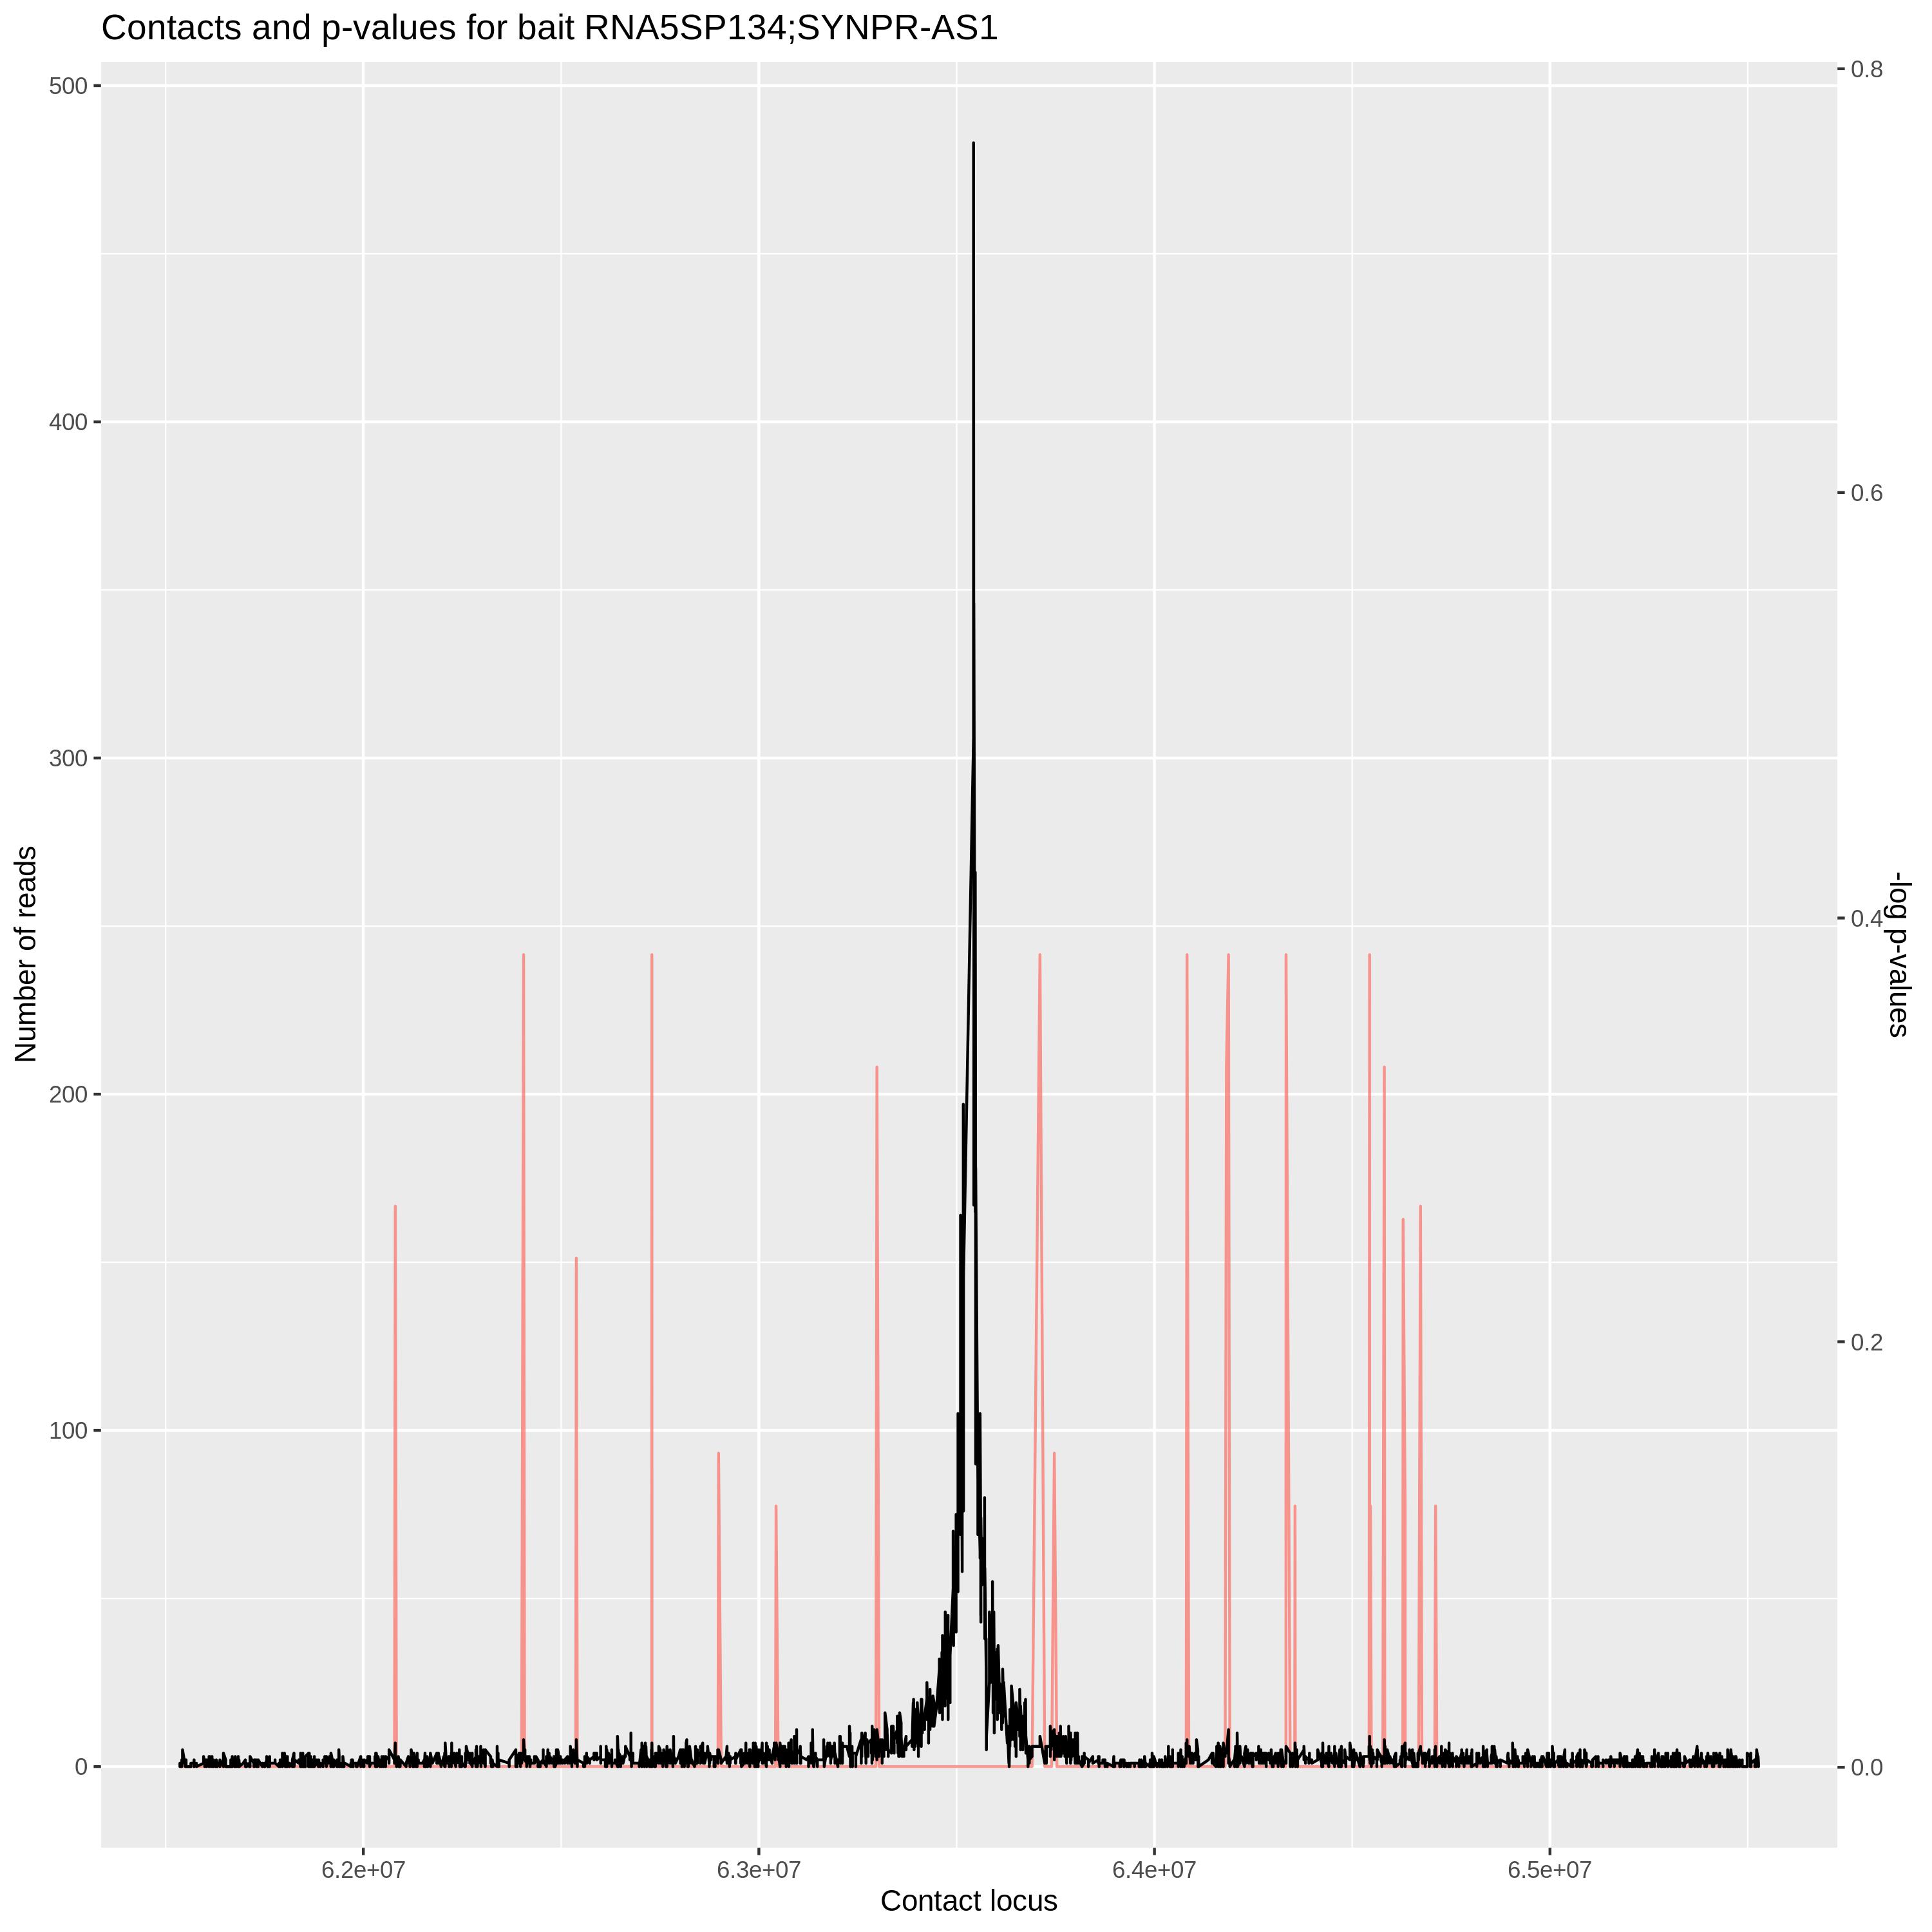 Contacts and p-values for bait RNA5SP134;SYNPR-AS1
500
400
300
200
100
0
Number of reads
0.8
0.6
0.4
0.2
0.0
-log p-values
6.2e+07 6.3e+07 6.4e+07 6.5e+07
Contact locus